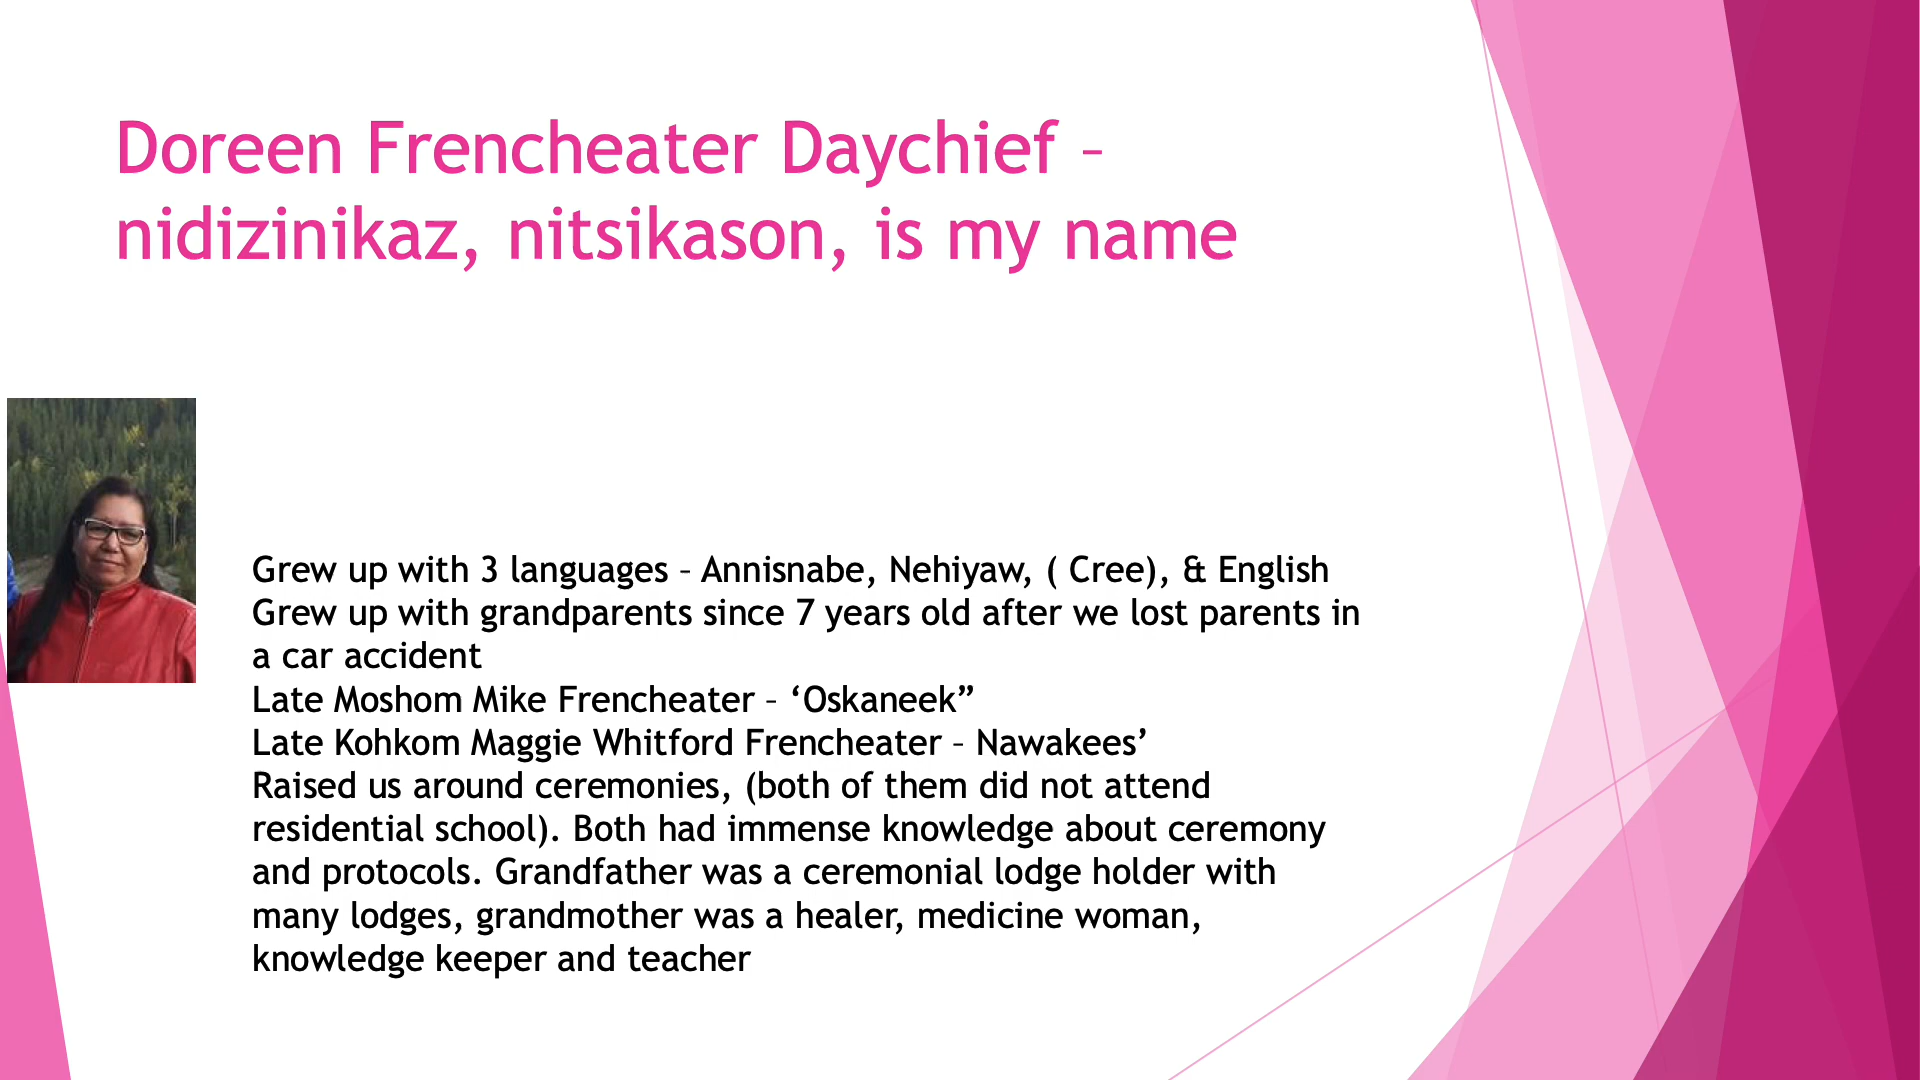 Doreen Frencheater Daychief –
nidizinikaz, nitsikason, is my name
Grew up with 3 languages – Annisnabe, Nehiyaw, ( Cree), & English
Grew up with grandparents since 7 years old after we lost parents in
a car accident
Late Moshom Mike Frencheater – ‘Oskaneek”
Late Kohkom Maggie Whitford Frencheater – Nawakees’
Raised us around ceremonies, (both of them did not attend
residential school). Both had immense knowledge about ceremony
and protocols. Grandfather was a ceremonial lodge holder with
many lodges, grandmother was a healer, medicine woman,
knowledge keeper and teacher